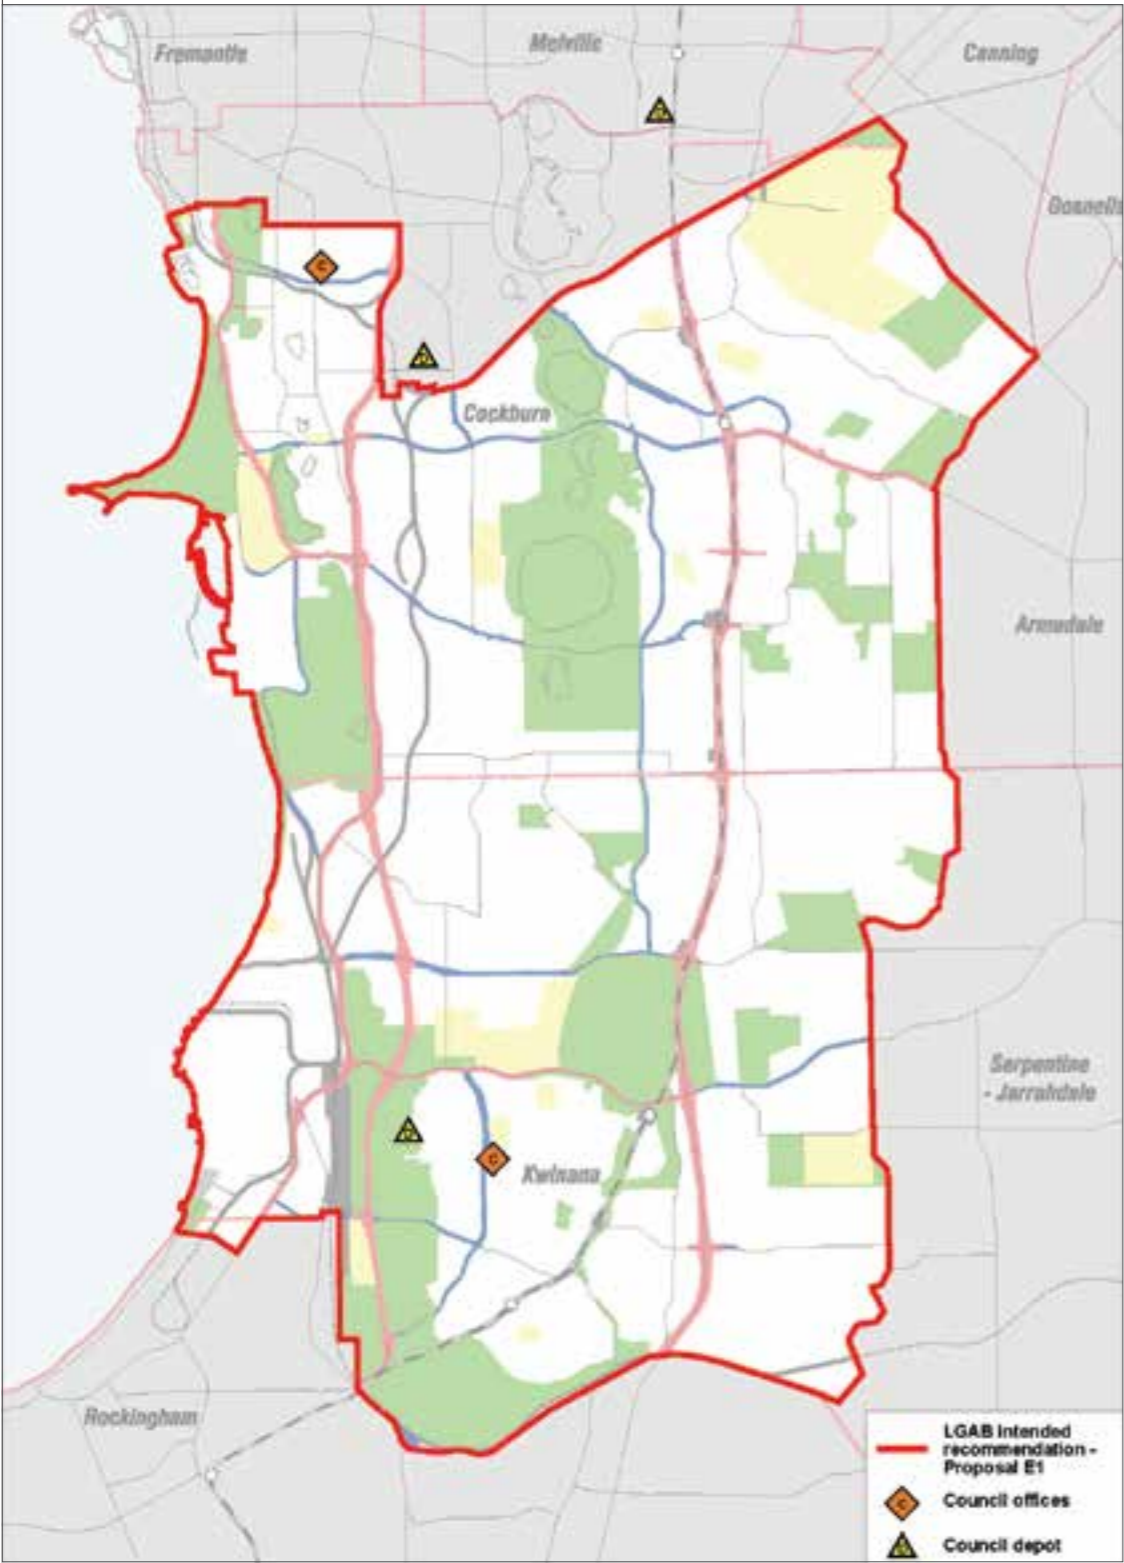 Fremantle
Melville
Canning
Gosnells
Cockburn
Armadale
Serpentine
- Jarrahdale
Kwinana
Rockingham
LGAB Intended
recommendation -
Proposal E1
C Council offices
Council depot
C
C